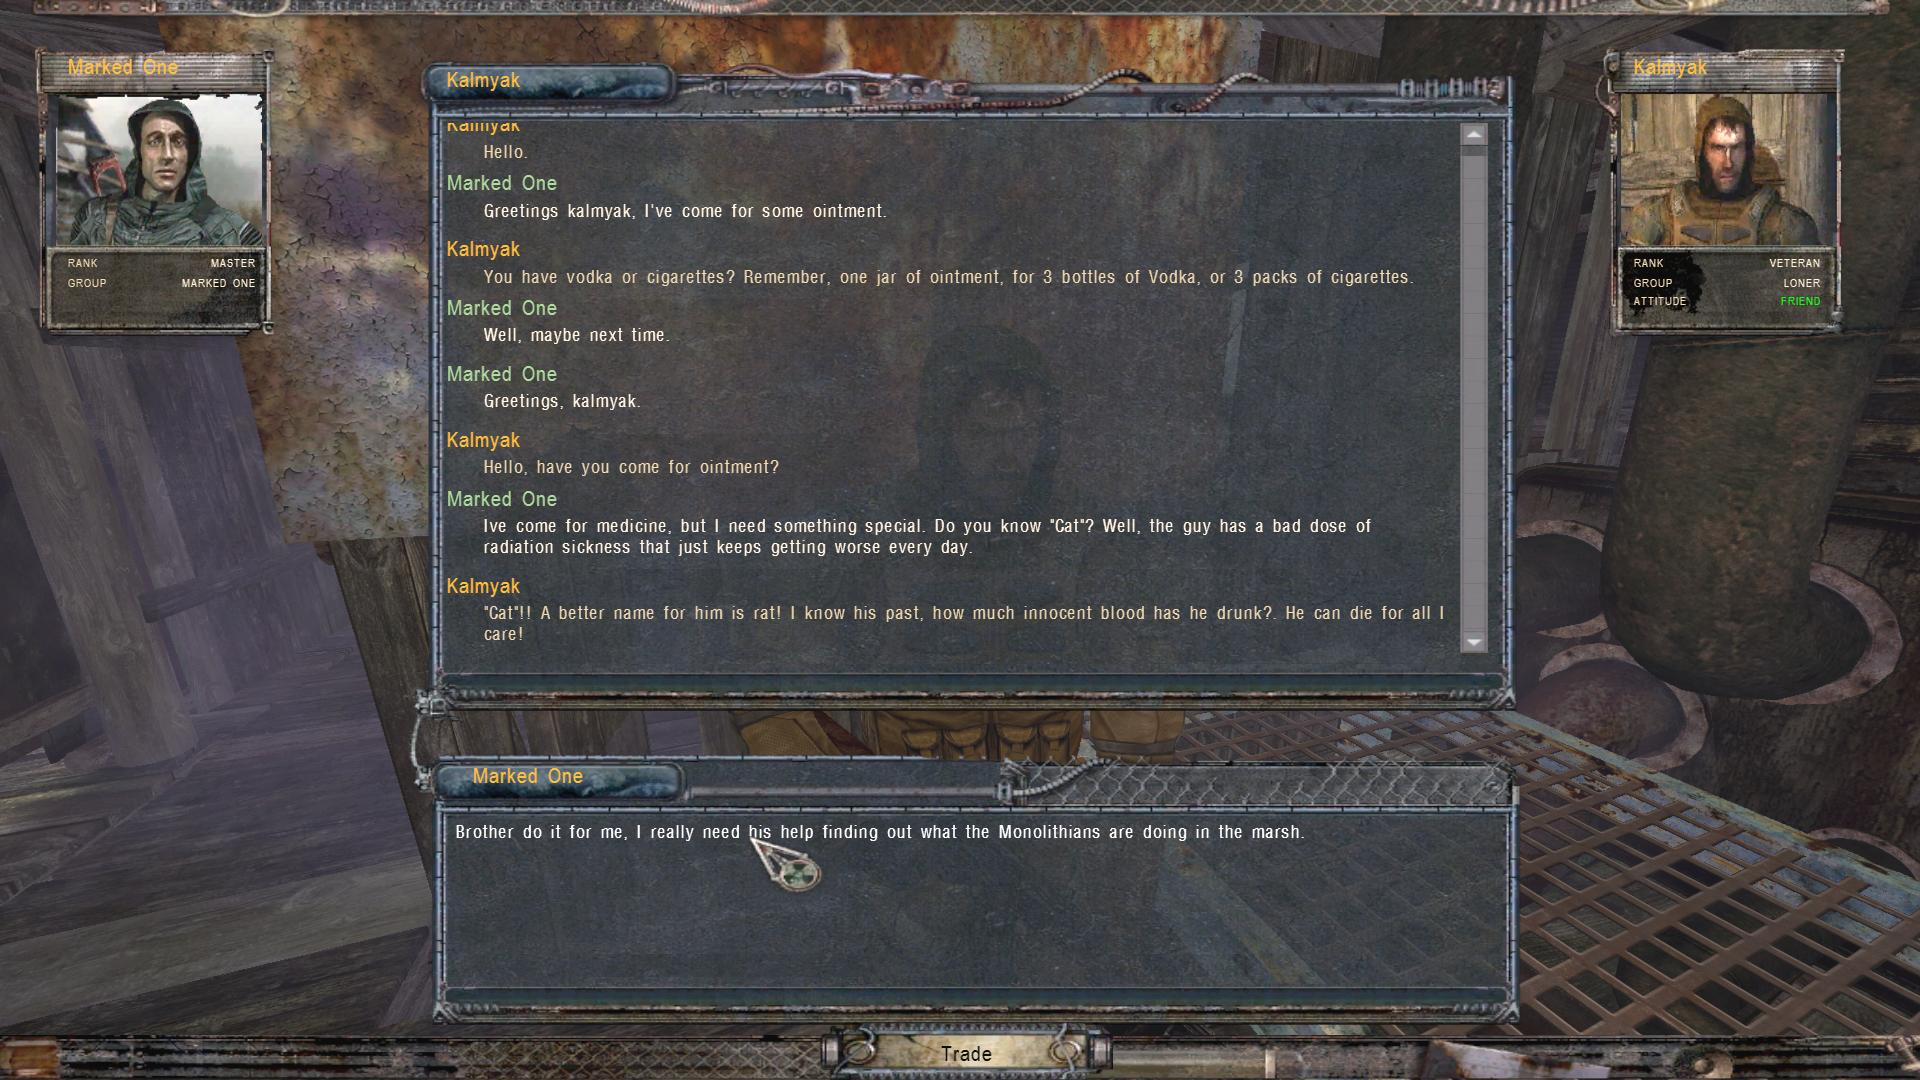 Marked One
Kalmyak
Kalmyak
RANK MASTER
GROUP MARKED ONE
RANK VETERAN
GROUP LONER
ATTITUDE FRIEND
Kalmyak
Hello.
Marked One
Greetings kalmyak, I've come for some ointment.
Kalmyak
You have vodka or cigarettes? Remember, one jar of ointment, for 3 bottles of Vodka, or 3 packs of cigarettes.
Marked One
Well, maybe next time.
Marked One
Greetings, kalmyak.
Kalmyak
Hello, have you come for ointment?
Marked One
Ive come for medicine, but I need something special. Do you know "Cat"? Well, the guy has a bad dose of
radiation sickness that just keeps getting worse every day.
Kalmyak
"Cat"!! A better name for him is rat! I know his past, how much innocent blood has he drunk?. He can die for all I
care!
Marked One
Brother do it for me, I really need his help finding out what the Monolithians are doing in the marsh.
Trade